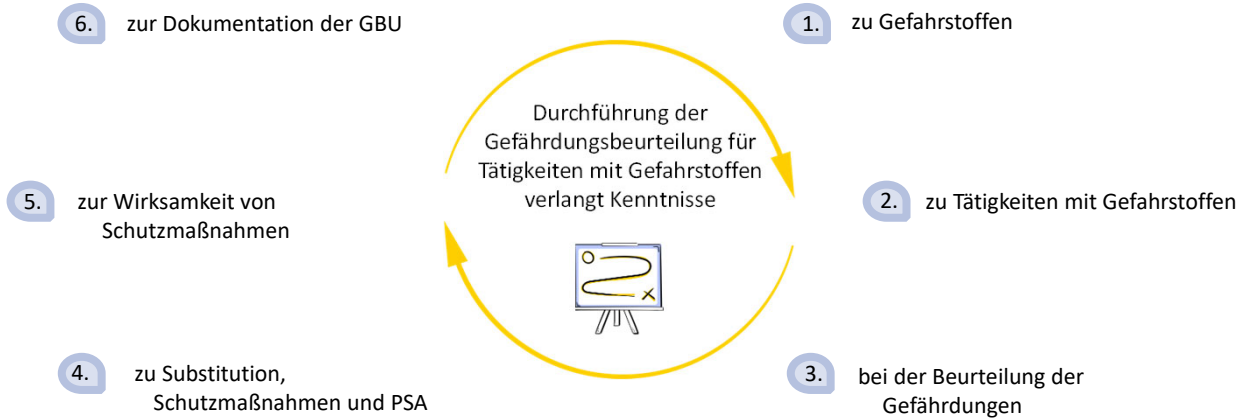 6. zur Dokumentation der GBU
1. zu Gefahrstoffen
Durchführung der
Gefährdungsbeurteilung für
Tätigkeiten mit Gefahrstoffen
verlangt Kenntnisse
5. zur Wirksamkeit von
Schutzmaßnahmen
2. zu Tätigkeiten mit Gefahrstoffen
4. zu Substitution,
Schutzmaßnahmen und PSA
3. bei der Beurteilung der
Gefährdungen